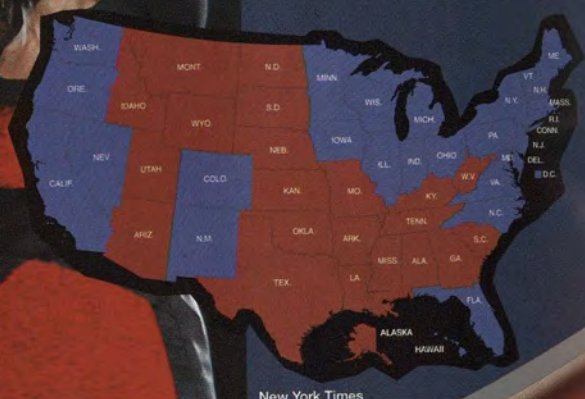 WASH.
MONT.
N.D.
MINN.
ORE.
IDAHO
WYO.
S.D.
WIS.
MICH.
N.Y.
VT.
N.H.
ME.
MASS.
R.I.
CONN.
N.J.
DEL.
D.C.
MD.
PA.
IOWA
NEB.
NEV.
UTAH
COLO.
CALIF.
KAN.
MO.
ILL.
IND.
OHIO
W.V.
VA.
KY.
N.C.
TENN.
ARIZ.
N.M.
OKLA.
ARK.
S.C.
MISS.
ALA.
GA.
TEX.
LA.
FLA.
ALASKA
HAWAII
New York Times